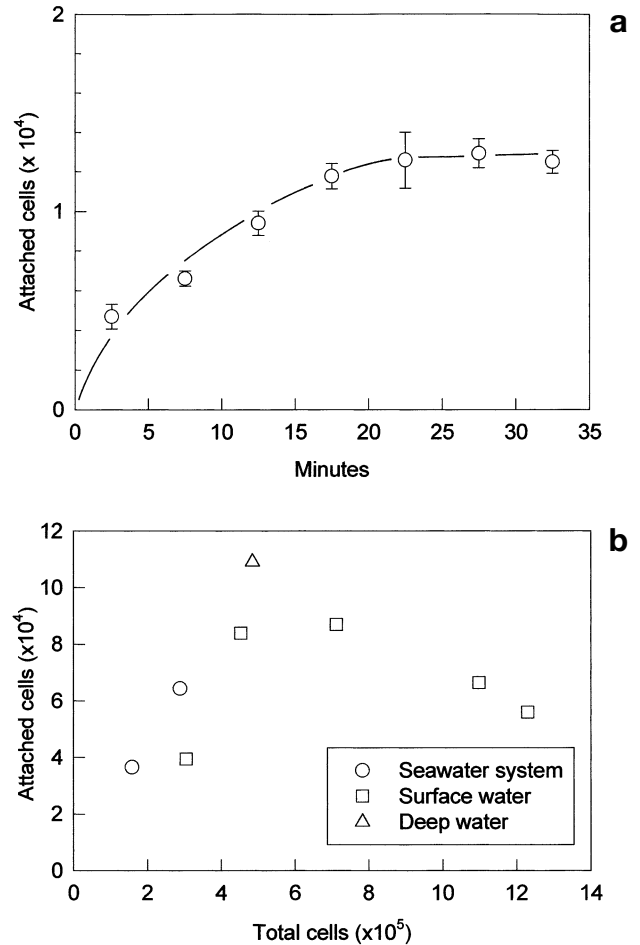 a
2
1
0
Attached cells (x 10⁴)
0 5 10 15 20 25 30 35
Minutes
b
12
10
8
6
4
2
0
Attached cells (x10⁴)
Seawater system
Surface water
Deep water
0 2 4 6 8 10 12 14
Total cells (x10⁵)